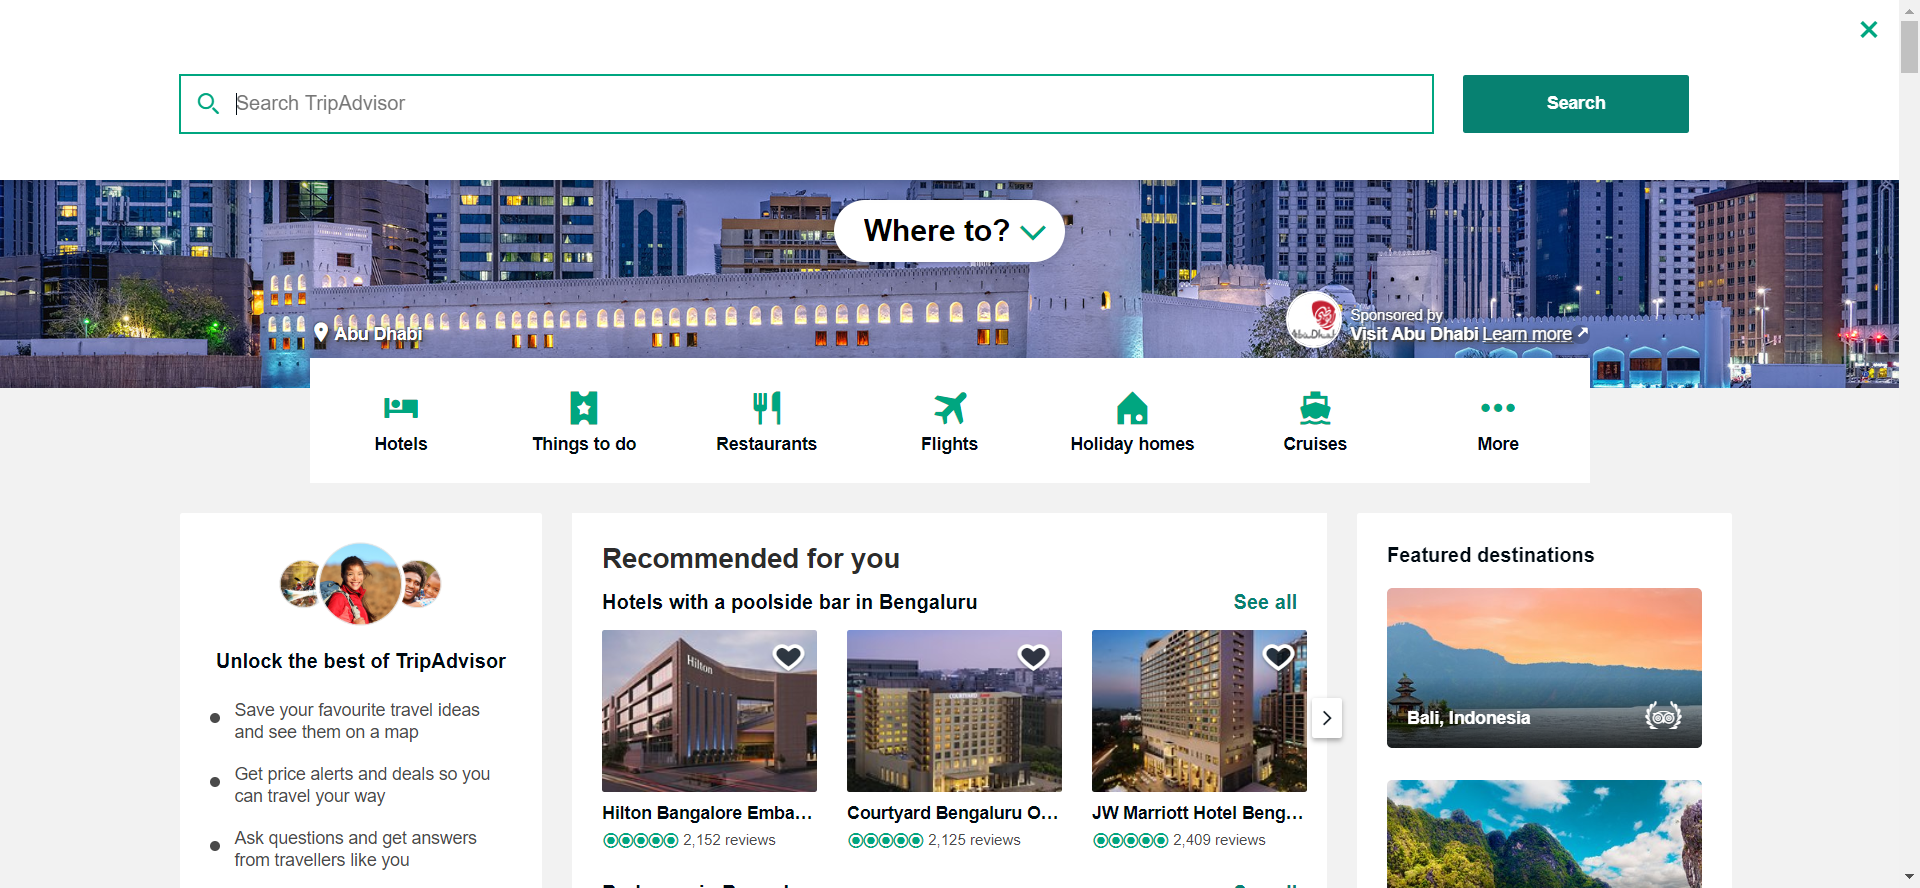 Search TripAdvisor
Search
Where to?
Abu Dhabi
Sponsored by
Visit Abu Dhabi Learn more
Hotels
Things to do
Restaurants
Flights
Holiday homes
Cruises
More
Unlock the best of TripAdvisor
Save your favourite travel ideas
and see them on a map
Get price alerts and deals so you
can travel your way
Ask questions and get answers
from travellers like you
Recommended for you
Hotels with a poolside bar in Bengaluru
See all
Hilton
COURTYARD
Hilton Bangalore Emba...
2,152 reviews
Courtyard Bengaluru O...
2,125 reviews
JW Marriott Hotel Beng...
2,409 reviews
Featured destinations
Bali, Indonesia